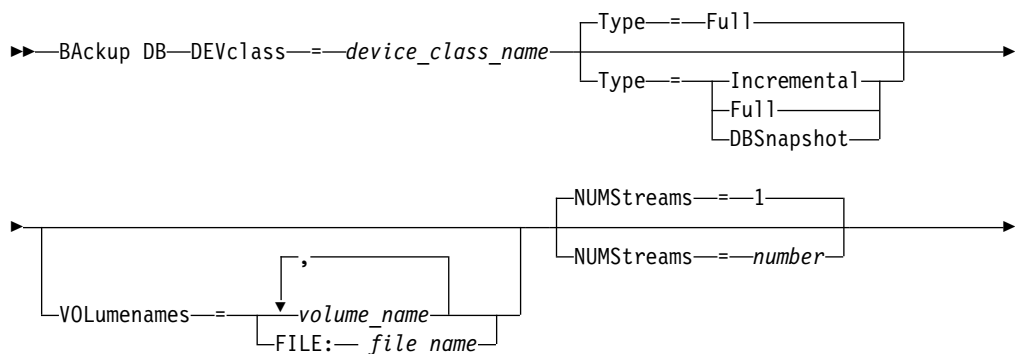 Type = Full
BAckup DB DEVclass = device_class_name
Type = Incremental
Full
DBSnapshot
NUMStreams = 1
NUMStreams = number
,
VOLumenames = volume_name
FILE: file name